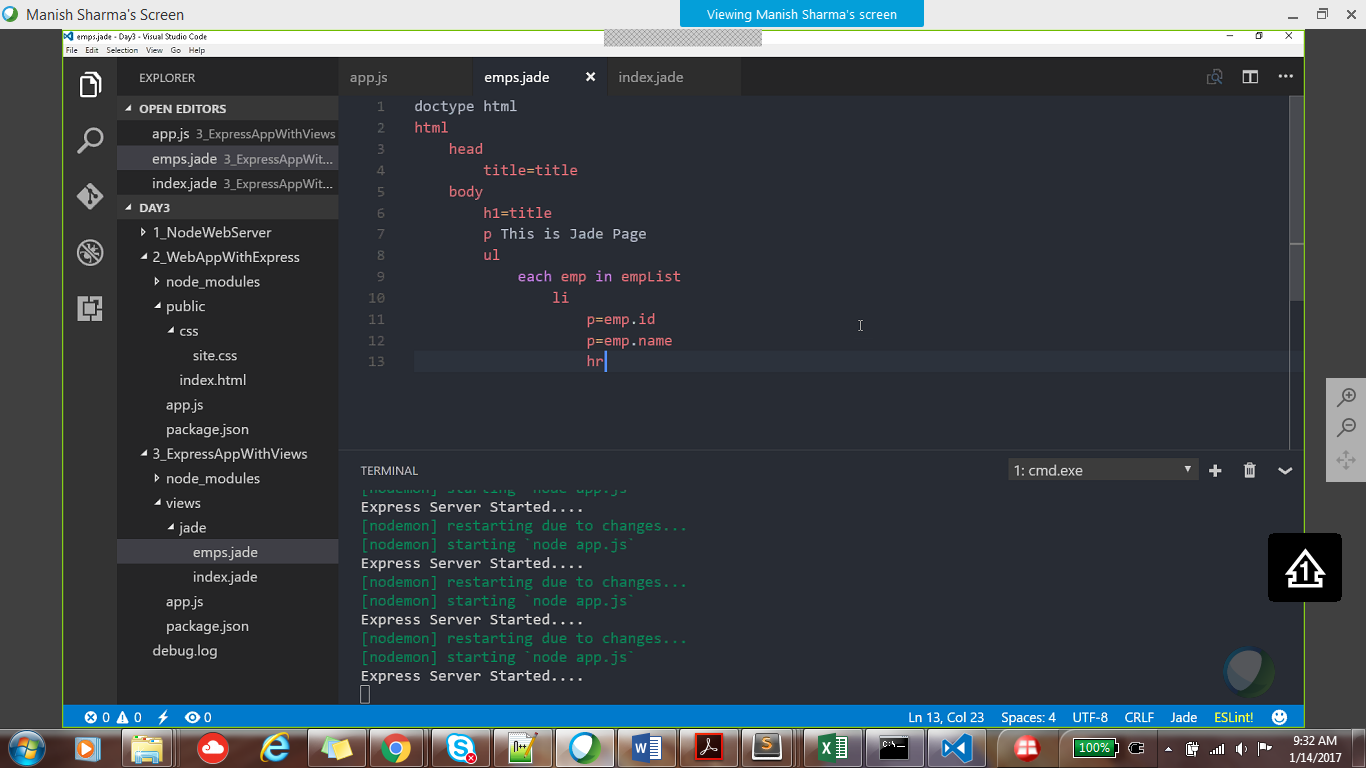 Manish Sharma's Screen
Viewing Manish Sharma's screen
emps.jade - Day3 - Visual Studio Code
File Edit Selection View Go Help
EXPLORER
OPEN EDITORS
app.js 3_ExpressAppWithViews
emps.jade 3_ExpressAppWit...
index.jade 3_ExpressAppWit...
DAY3
1_NodeWebServer
2_WebAppWithExpress
node_modules
public
css
site.css
index.html
app.js
package.json
3_ExpressAppWithViews
node_modules
views
jade
emps.jade
index.jade
app.js
package.json
debug.log
app.js emps.jade index.jade
1 doctype html
2 html
3 head
4 title=title
5 body
6 h1=title
7 p This is Jade Page
8 ul
9 each emp in empList
10 li
11 p=emp.id
12 p=emp.name
13 hr
TERMINAL
1: cmd.exe
[nodemon] starting `node app.js`
Express Server Started....
[nodemon] restarting due to changes...
[nodemon] starting `node app.js`
Express Server Started....
[nodemon] restarting due to changes...
[nodemon] starting `node app.js`
Express Server Started....
[nodemon] restarting due to changes...
[nodemon] starting `node app.js`
Express Server Started....
1
0 0 0
Ln 13, Col 23 Spaces: 4 UTF-8 CRLF Jade ESLint!
100%
9:32 AM
1/14/2017